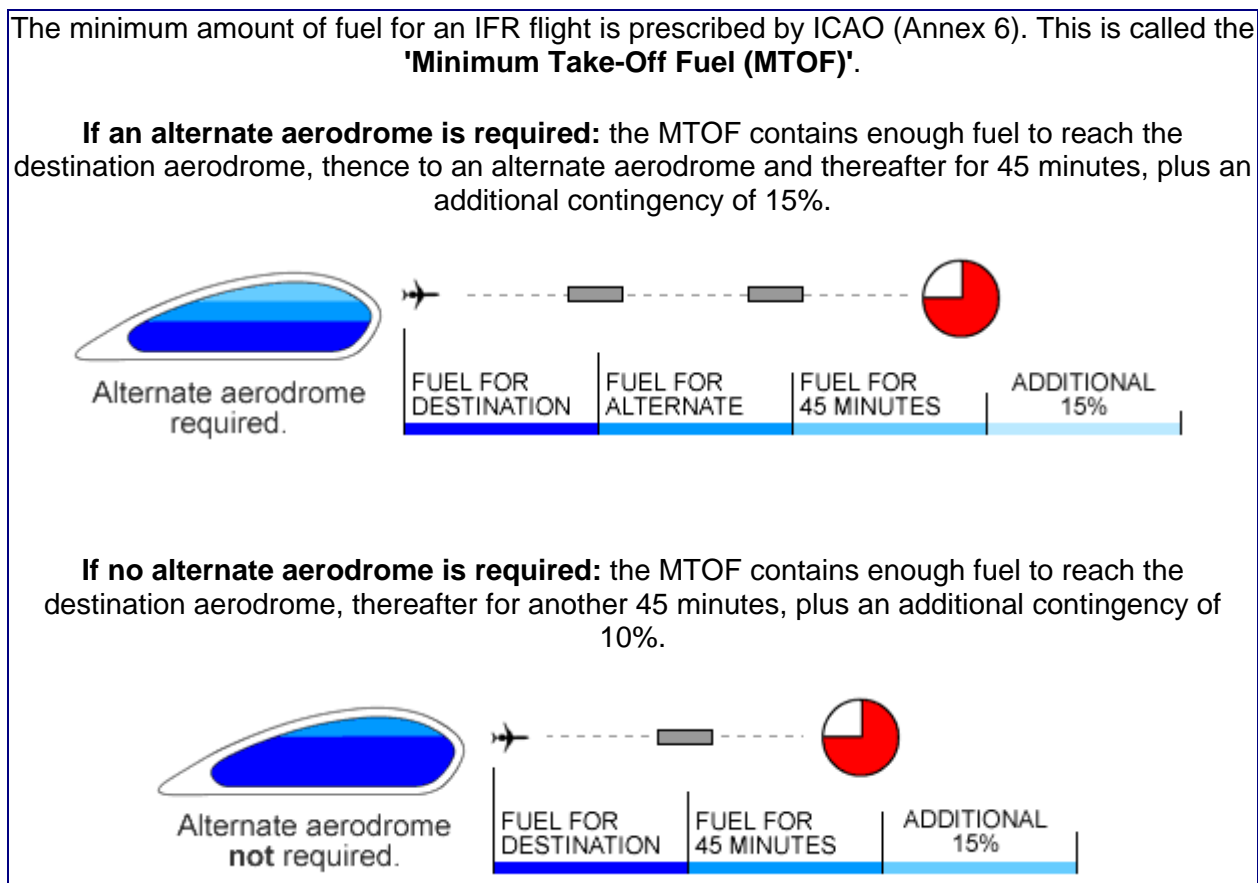 The minimum amount of fuel for an IFR flight is prescribed by ICAO (Annex 6). This is called the
'Minimum Take-Off Fuel (MTOF)'.
If an alternate aerodrome is required: the MTOF contains enough fuel to reach the
destination aerodrome, thence to an alternate aerodrome and thereafter for 45 minutes, plus an
additional contingency of 15%.
Alternate aerodrome
required.
FUEL FOR
DESTINATION
FUEL FOR
ALTERNATE
FUEL FOR
45 MINUTES
ADDITIONAL
15%
If no alternate aerodrome is required: the MTOF contains enough fuel to reach the
destination aerodrome, thereafter for another 45 minutes, plus an additional contingency of
10%.
Alternate aerodrome
not required.
FUEL FOR
DESTINATION
FUEL FOR
45 MINUTES
ADDITIONAL
15%